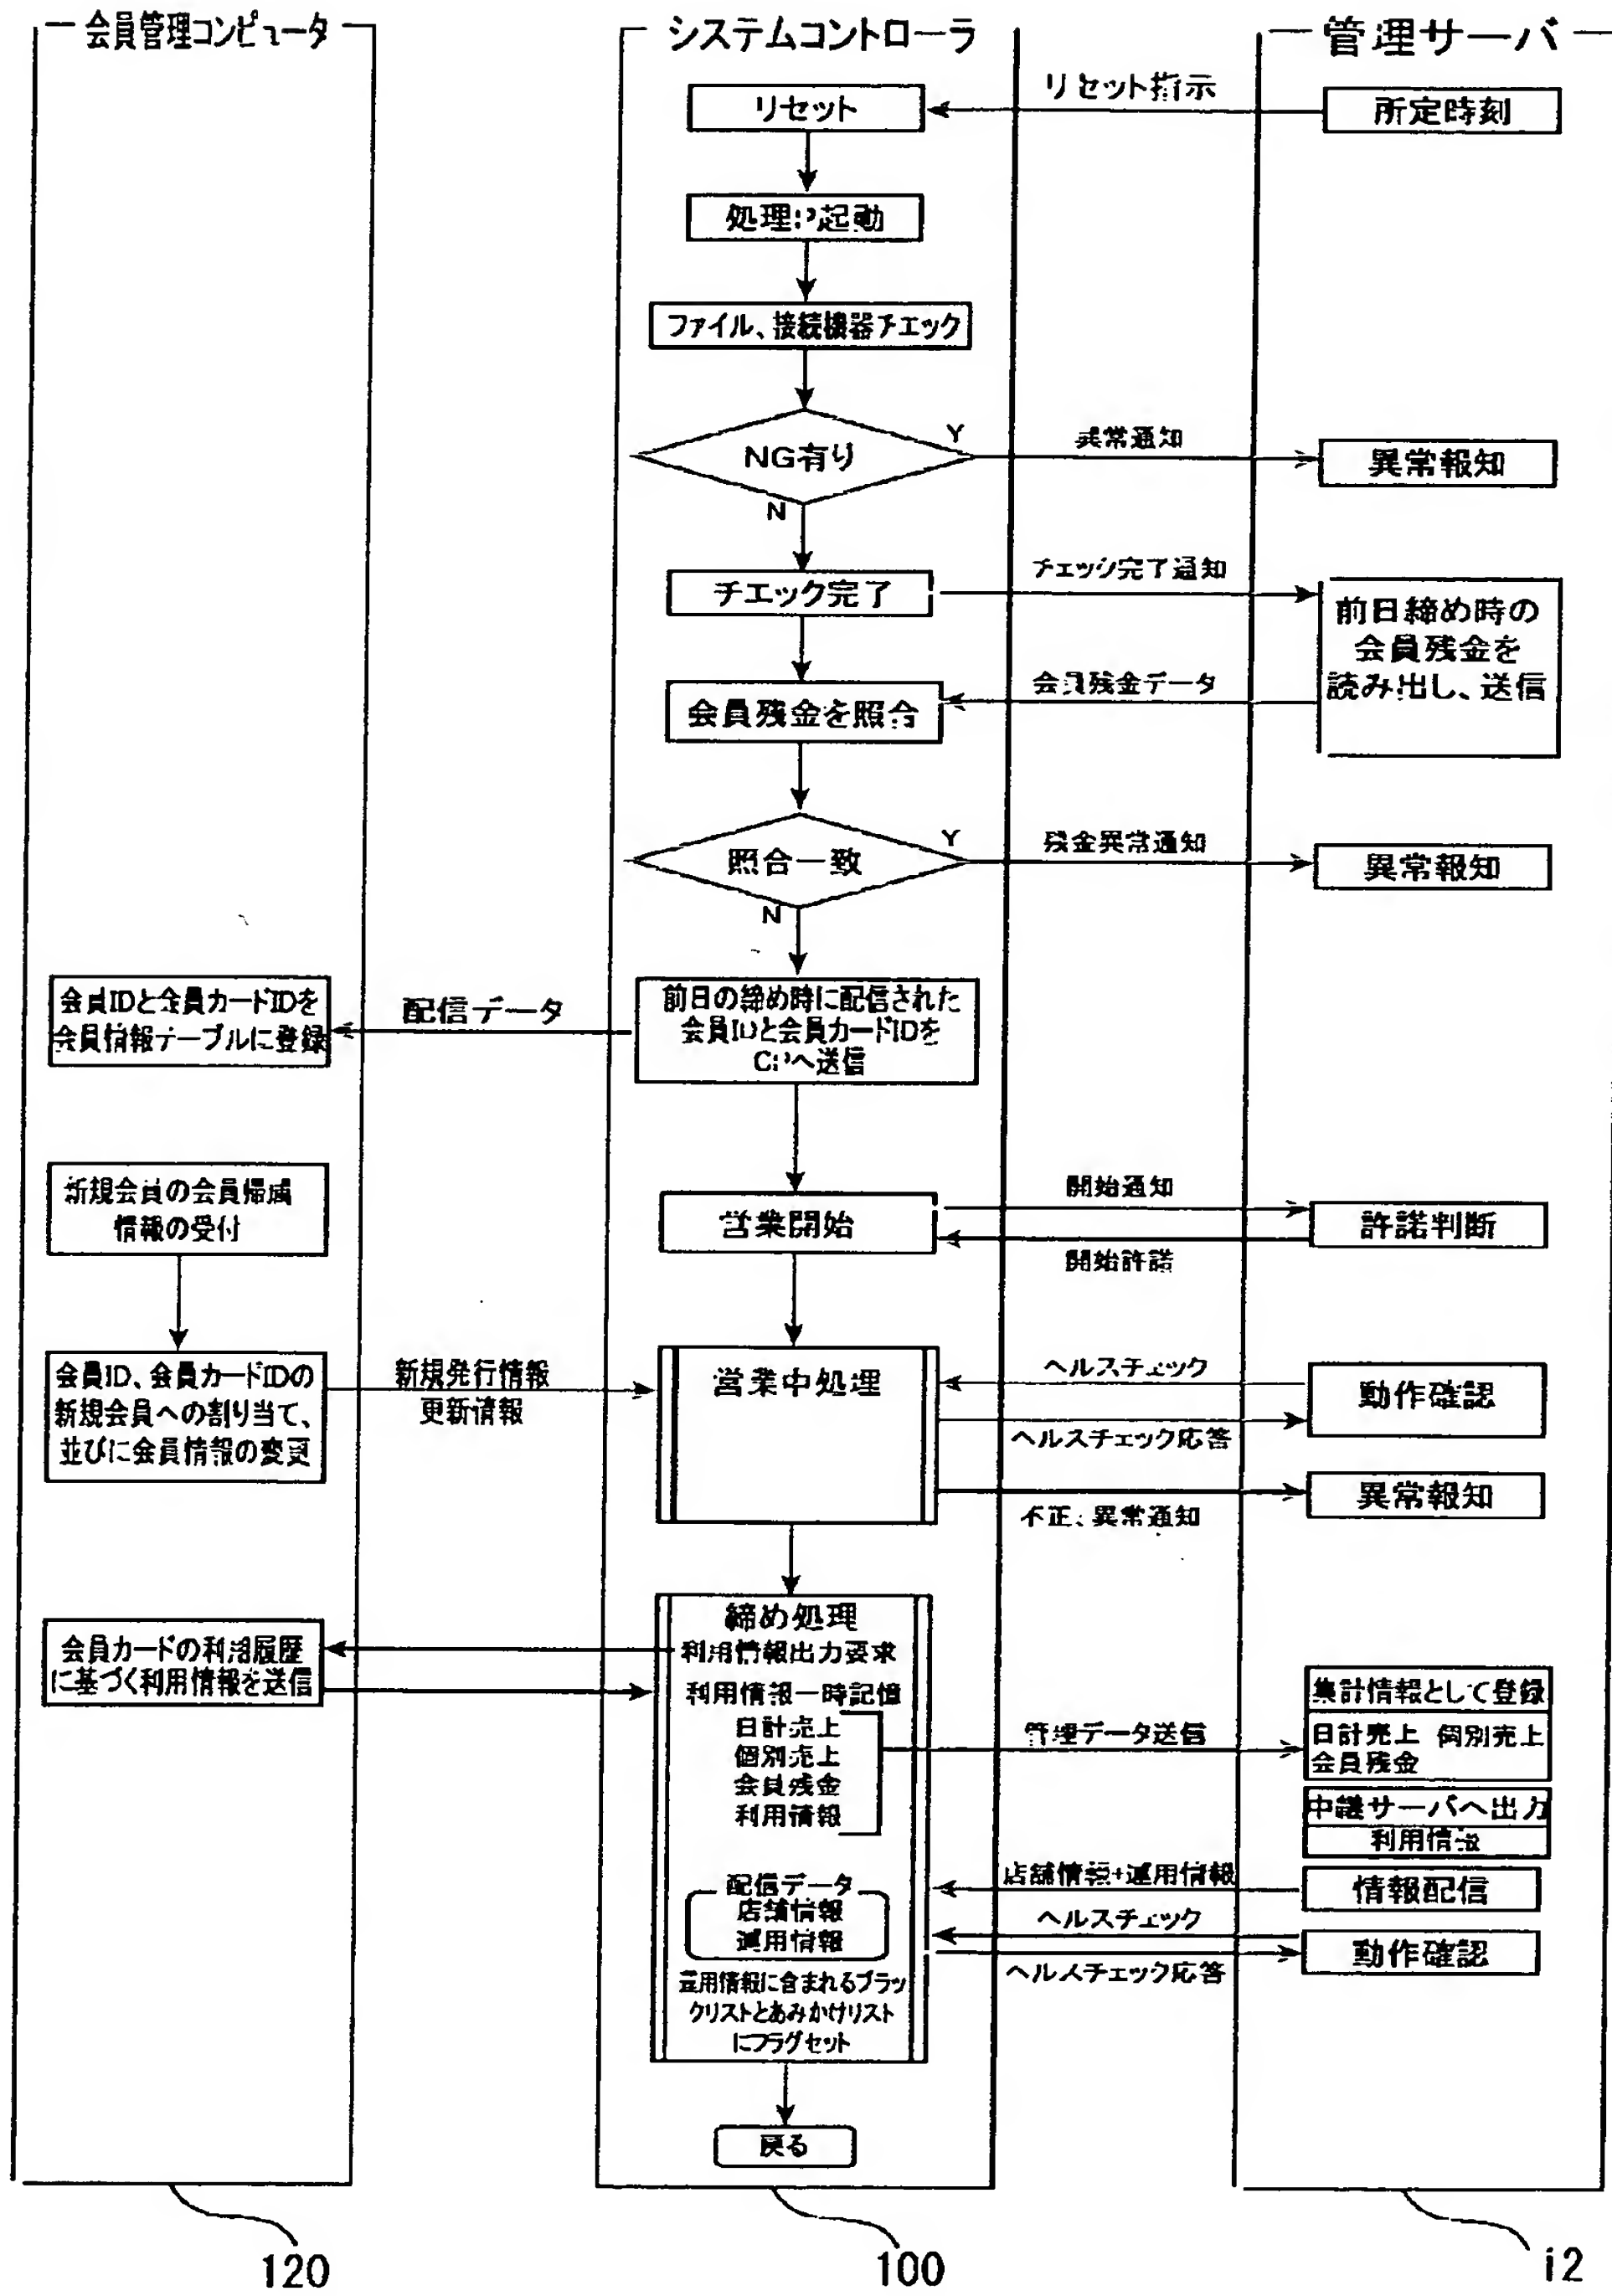 会員管理コンピュータ
システムコントローラ
管理サーバ
リセット
リセット指示
所定時刻
処理
起動
ファイル、接続機器チエック
NG有り
Y
異常通知
異常報知
N
チエック完了
チエック完了通知
前日締め時の
会員残金を
読み出し、送信
会員残金データ
会員残金を照合
照合一致
Y
残金異常通知
異常報知
N
前日の締め時に配信された
会員IDと会員カードIDを
へ送信
配信データ
会員IDと会員カードIDを
会員情報テーブルに登録
新規会員の会員
情報の受付
営業開始
開始通知
開始許諾
許諾判断
会員ID、会員カードIDの
新規会員への割り当て、
並びに会員情報の変更
新規発行情報
更新情報
営業中処理
ヘルスチェック
ヘルスチェック応答
動作確認
不正、異常通知
異常報知
締め処理
利用情報出力要求
利用情報一時記憶
日計売上
個別売上
会員残金
利用情報
会員カードの利用履歴
に基づく利用情報を送信
管理データ送信
集計情報として登録
日計売上 個別売上
会員残金
中継サーバへ出力
利用情報
配信データ
店舗情報
運用情報
店舗情報+運用情報
情報配信
ヘルスチェック
ヘルスチェック応答
動作確認
運用情報に含まれるブラッ
クリストとあみかけリスト
にフラグセット
戻る
120
100
i2